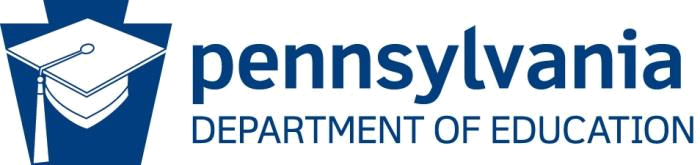 pennsylvania
DEPARTMENT OF EDUCATION